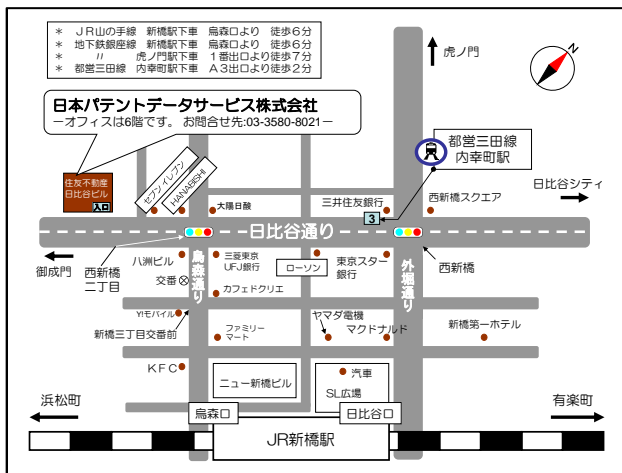 * JR山の手線 新橋駅下車 烏森口より 徒歩6分
* 地下鉄銀座線 新橋駅下車 烏森口より 徒歩6分
* 〃 虎ノ門駅下車 1番出口より徒歩7分
* 都営三田線 内幸町駅下車 A3出口より徒歩2分
虎ノ門
N
日本パテントデータサービス株式会社
－オフィスは6階です。お問合せ先:03-3580-8021－
都営三田線
内幸町駅
住友不動産
日比谷ビル
入口
セブンイレブン
HANABISHI
大陽日酸
三井住友銀行
3
西新橋スクエア
日比谷シティ
日比谷通り
御成門
西新橋
二丁目
八洲ビル
交番
烏森通り
三菱東京
UFJ銀行
カフェドクリエ
ローソン
東京スター
銀行
外堀通り
西新橋
Y!モバイル
新橋三丁目交番前
ファミリー
マート
ヤマダ電機
マクドナルド
新橋第一ホテル
KFC
ニュー新橋ビル
汽車
SL広場
浜松町
烏森口
日比谷口
有楽町
JR新橋駅